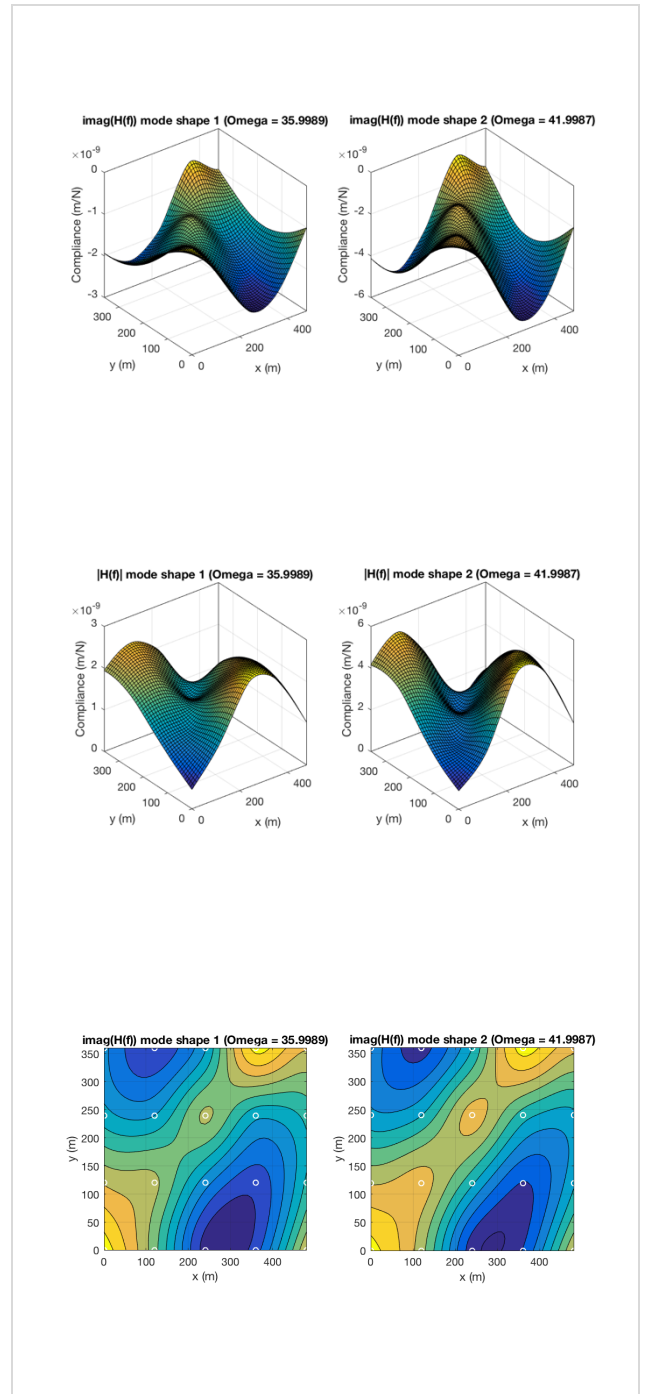 imag(H(f)) mode shape 1 (Omega = 35.9989)
×10⁻⁹
0
-1
-2
-3
Compliance (m/N)
300
200
100
0
y (m)
0
200
400
x (m)
imag(H(f)) mode shape 2 (Omega = 41.9987)
×10⁻⁹
0
-2
-4
-6
Compliance (m/N)
300
200
100
0
y (m)
0
200
400
x (m)
|H(f)| mode shape 1 (Omega = 35.9989)
×10⁻⁹
3
2
1
0
Compliance (m/N)
300
200
100
0
y (m)
0
200
400
x (m)
|H(f)| mode shape 2 (Omega = 41.9987)
×10⁻⁹
6
4
2
0
Compliance (m/N)
300
200
100
0
y (m)
0
200
400
x (m)
imag(H(f)) mode shape 1 (Omega = 35.9989)
350
300
250
200
150
100
50
0
y (m)
0 100 200 300 400
x (m)
imag(H(f)) mode shape 2 (Omega = 41.9987)
350
300
250
200
150
100
50
0
y (m)
0 100 200 300 400
x (m)